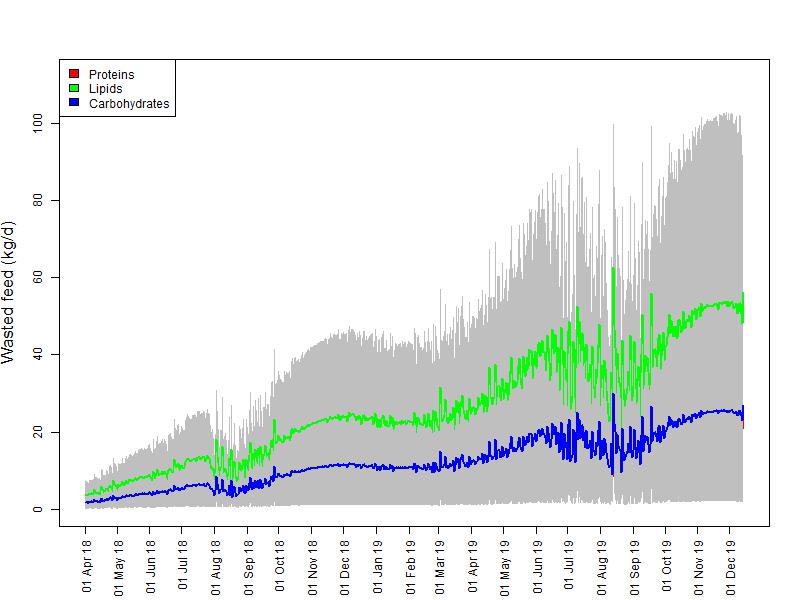 Proteins
Lipids
Carbohydrates
Wasted feed (kg/d)
100
80
60
40
20
0
01 Apr 18
01 May 18
01 Jun 18
01 Jul 18
01 Aug 18
01 Sep 18
01 Oct 18
01 Nov 18
01 Dec 18
01 Jan 19
01 Feb 19
01 Mar 19
01 Apr 19
01 May 19
01 Jun 19
01 Jul 19
01 Aug 19
01 Sep 19
01 Oct 19
01 Nov 19
01 Dec 19